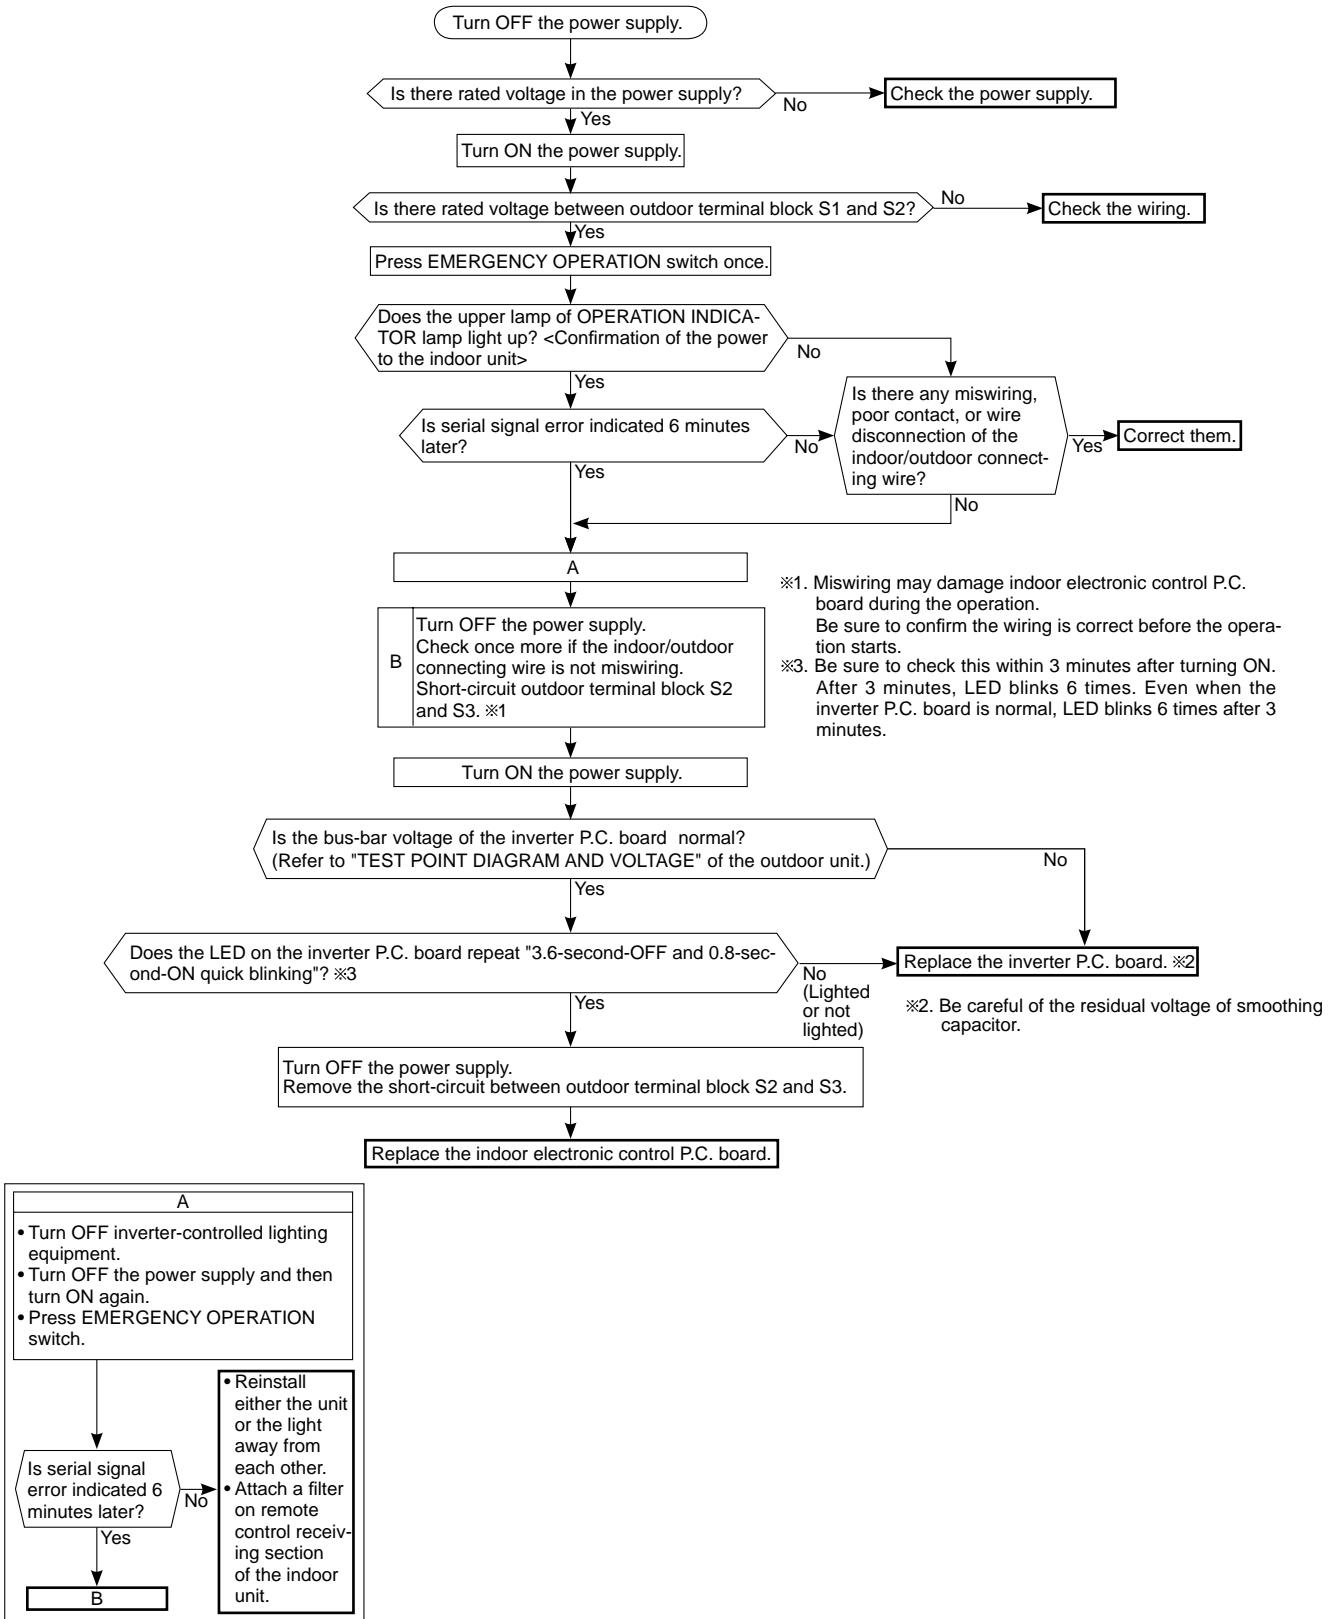 Turn OFF the power supply.
Is there rated voltage in the power supply?
No
Check the power supply.
Yes
Turn ON the power supply.
Is there rated voltage between outdoor terminal block S1 and S2?
No
Check the wiring.
Yes
Press EMERGENCY OPERATION switch once.
Does the upper lamp of OPERATION INDICA-
TOR lamp light up? <Confirmation of the power
to the indoor unit>
No
Yes
Is serial signal error indicated 6 minutes
later?
No
Yes
Is there any miswiring,
poor contact, or wire
disconnection of the
indoor/outdoor connect-
ing wire?
Yes
Correct them.
No
A
B
Turn OFF the power supply.
Check once more if the indoor/outdoor
connecting wire is not miswiring.
Short-circuit outdoor terminal block S2
and S3. ※1
※1. Miswiring may damage indoor electronic control P.C.
board during the operation.
Be sure to confirm the wiring is correct before the opera-
tion starts.
※3. Be sure to check this within 3 minutes after turning ON.
After 3 minutes, LED blinks 6 times. Even when the
inverter P.C. board is normal, LED blinks 6 times after 3
minutes.
Turn ON the power supply.
Is the bus-bar voltage of the inverter P.C. board normal?
(Refer to "TEST POINT DIAGRAM AND VOLTAGE" of the outdoor unit.)
No
Yes
Does the LED on the inverter P.C. board repeat "3.6-second-OFF and 0.8-sec-
ond-ON quick blinking"? ※3
No
(Lighted
or not
lighted)
Replace the inverter P.C. board. ※2
※2. Be careful of the residual voltage of smoothing
capacitor.
Yes
Turn OFF the power supply.
Remove the short-circuit between outdoor terminal block S2 and S3.
Replace the indoor electronic control P.C. board.
A
• Turn OFF inverter-controlled lighting
equipment.
• Turn OFF the power supply and then
turn ON again.
• Press EMERGENCY OPERATION
switch.
Is serial signal
error indicated 6
minutes later?
No
• Reinstall
either the unit
or the light
away from
each other.
• Attach a filter
on remote
control receiv-
ing section
of the indoor
unit.
Yes
B